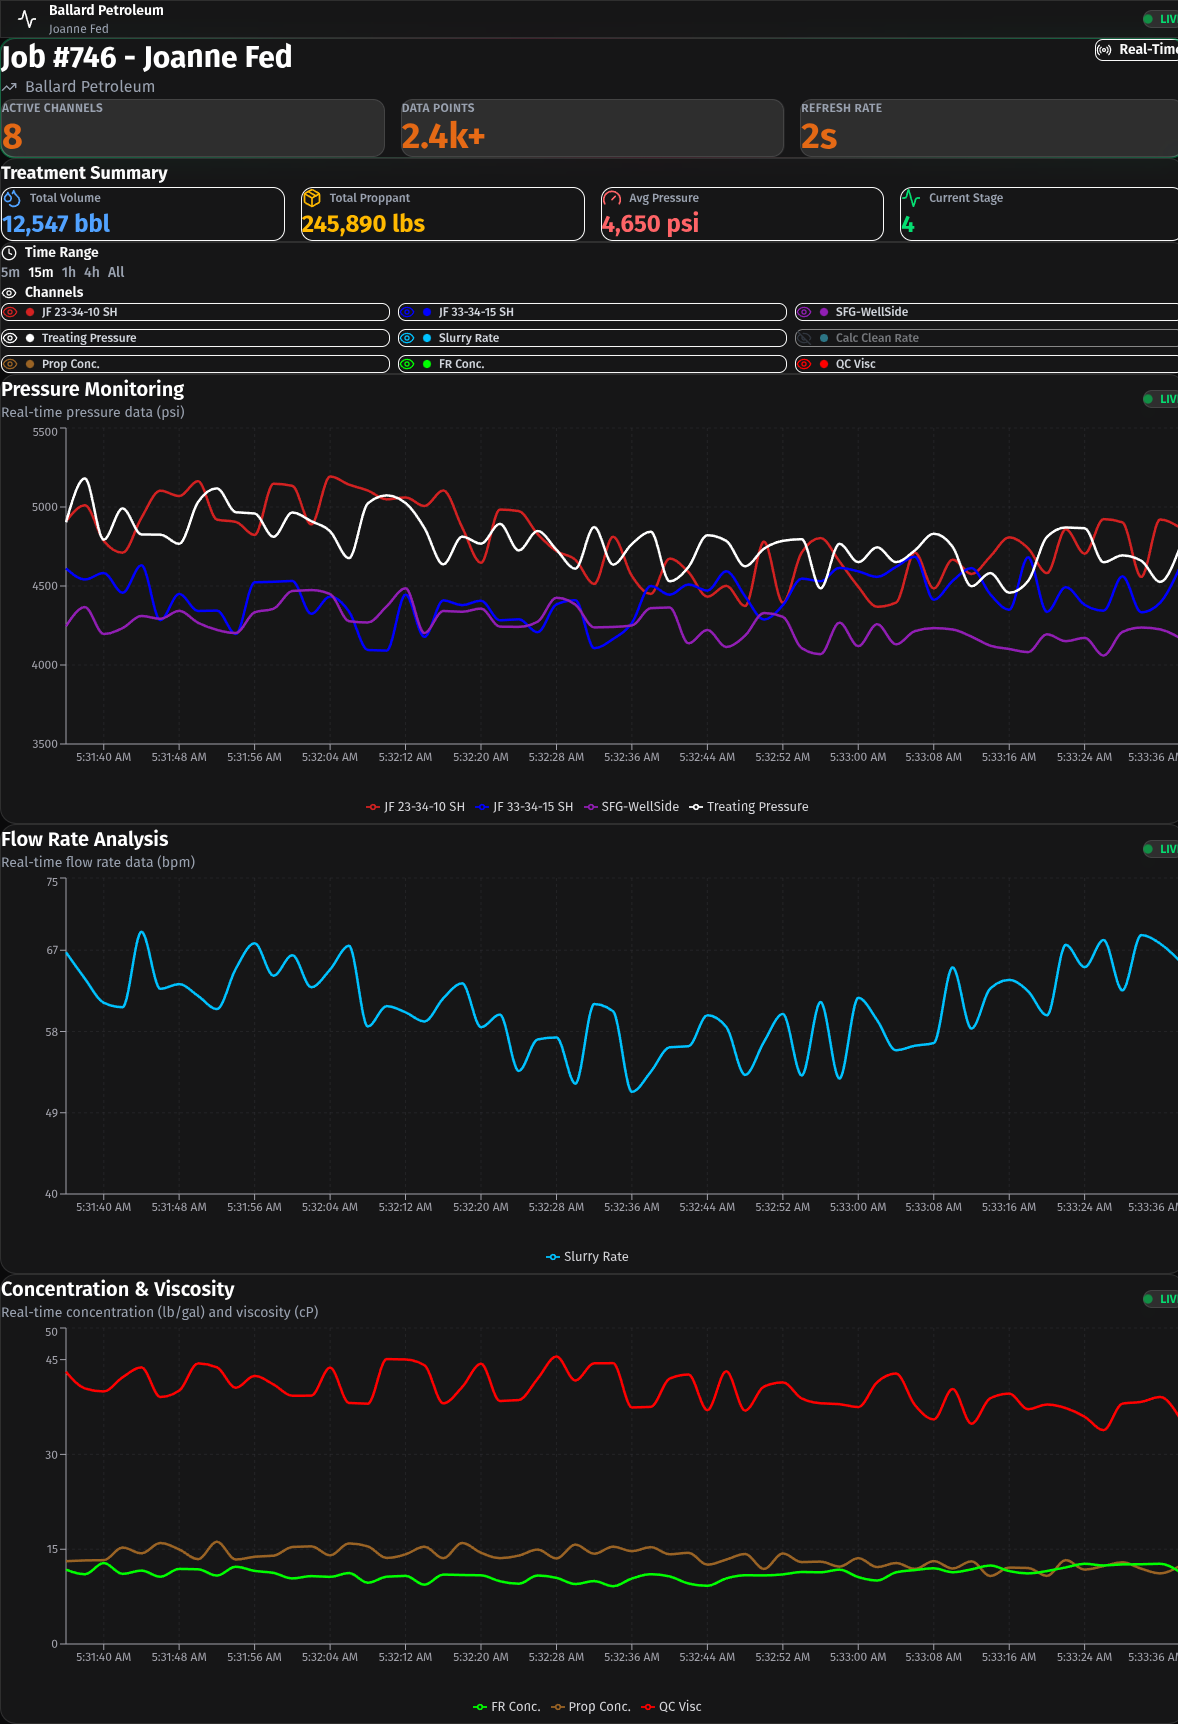 Ballard Petroleum
Joanne Fed
LIV
Job #746 - Joanne Fed
Real-Time
Ballard Petroleum
ACTIVE CHANNELS
8
DATA POINTS
2.4k+
REFRESH RATE
2s
Treatment Summary
Total Volume
12,547 bbl
Total Proppant
245,890 lbs
Avg Pressure
4,650 psi
Current Stage
4
Time Range
5m 15m 1h 4h All
Channels
JF 23-34-10 SH
JF 33-34-15 SH
SFG-WellSide
Treating Pressure
Slurry Rate
Calc Clean Rate
Prop Conc.
FR Conc.
QC Visc
Pressure Monitoring
Real-time pressure data (psi)
LIV
5500
5000
4500
4000
3500
5:31:40 AM 5:31:48 AM 5:31:56 AM 5:32:04 AM 5:32:12 AM 5:32:20 AM 5:32:28 AM 5:32:36 AM 5:32:44 AM 5:32:52 AM 5:33:00 AM 5:33:08 AM 5:33:16 AM 5:33:24 AM 5:33:36 AM
JF 23-34-10 SH JF 33-34-15 SH SFG-WellSide Treating Pressure
Flow Rate Analysis
Real-time flow rate data (bpm)
LIV
75
67
58
49
40
5:31:40 AM 5:31:48 AM 5:31:56 AM 5:32:04 AM 5:32:12 AM 5:32:20 AM 5:32:28 AM 5:32:36 AM 5:32:44 AM 5:32:52 AM 5:33:00 AM 5:33:08 AM 5:33:16 AM 5:33:24 AM 5:33:36 AM
Slurry Rate
Concentration & Viscosity
Real-time concentration (lb/gal) and viscosity (cP)
LIV
50
45
30
15
0
5:31:40 AM 5:31:48 AM 5:31:56 AM 5:32:04 AM 5:32:12 AM 5:32:20 AM 5:32:28 AM 5:32:36 AM 5:32:44 AM 5:32:52 AM 5:33:00 AM 5:33:08 AM 5:33:16 AM 5:33:24 AM 5:33:36 AM
FR Conc. Prop Conc. QC Visc